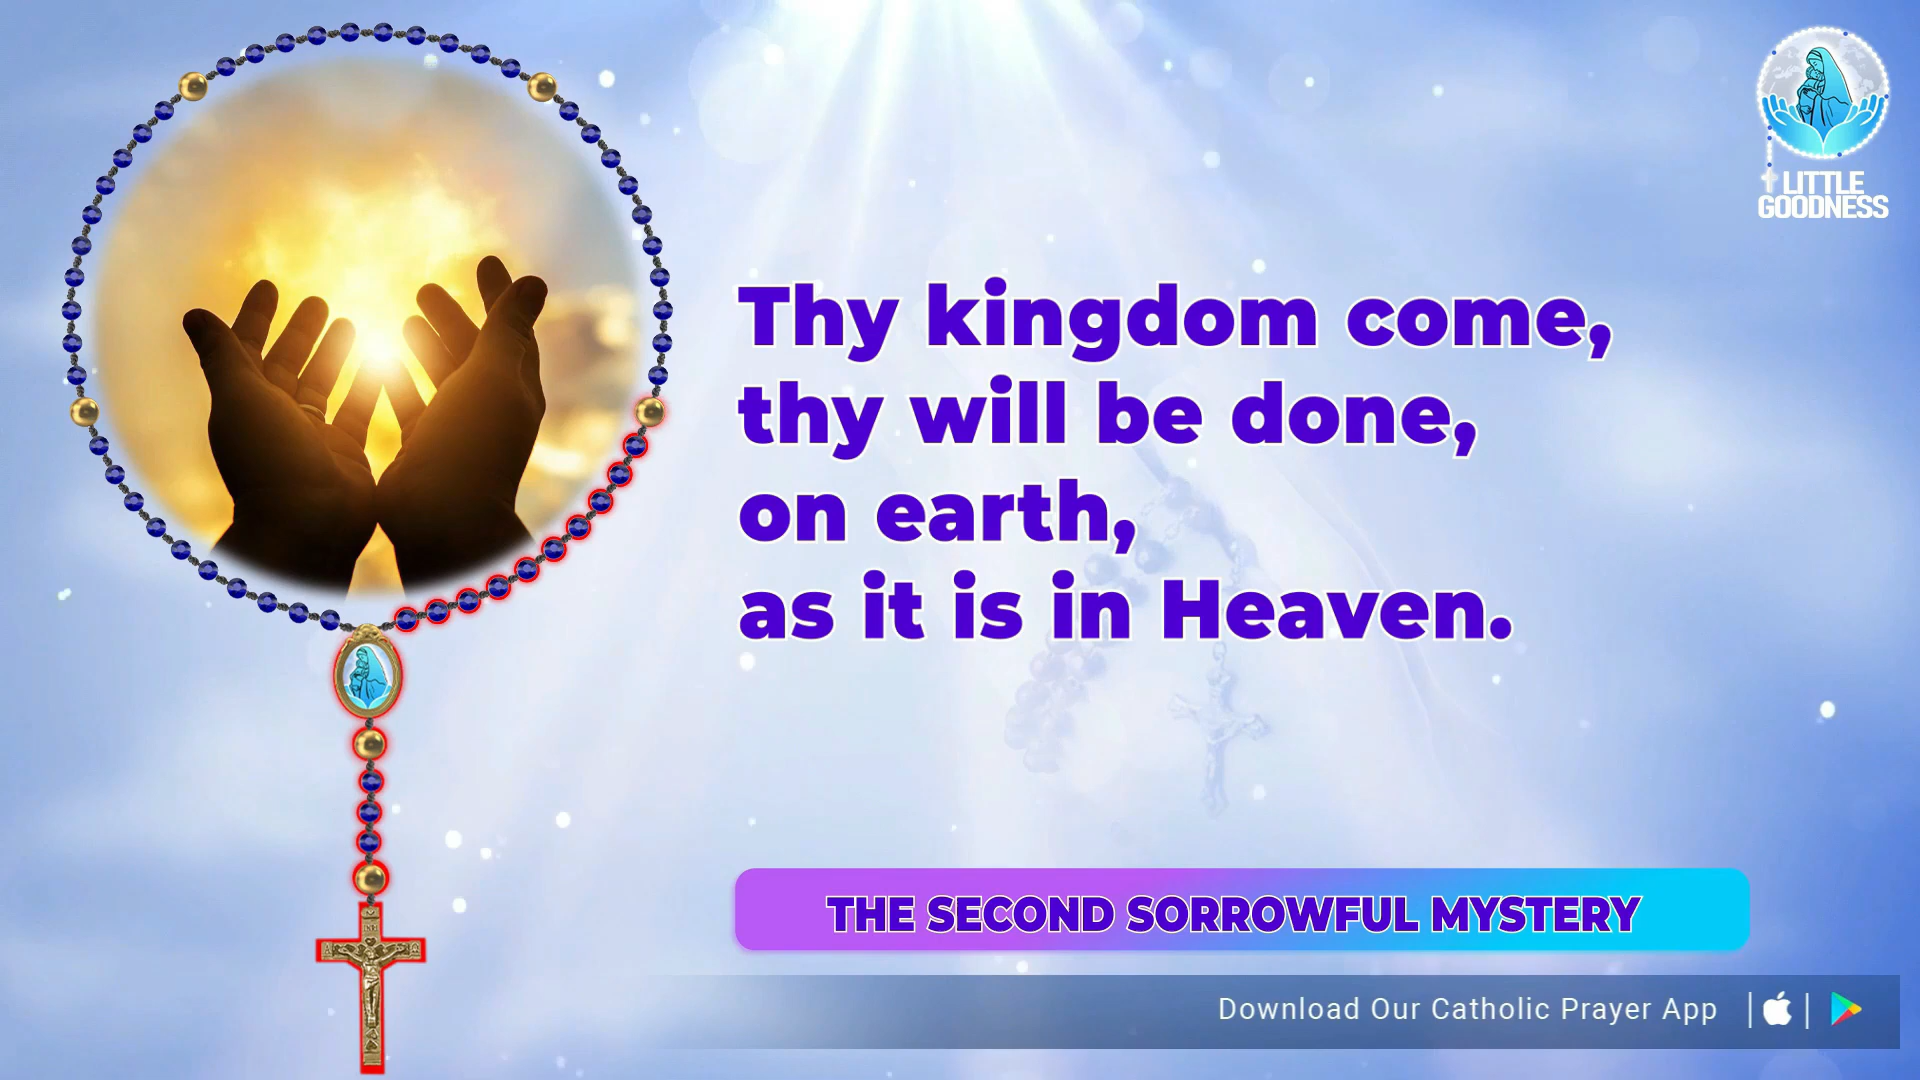 LITTLE
GOODNESS
Thy kingdom come,
thy will be done,
on earth,
as it is in Heaven.
THE SECOND SORROWFUL MYSTERY
Download Our Catholic Prayer App